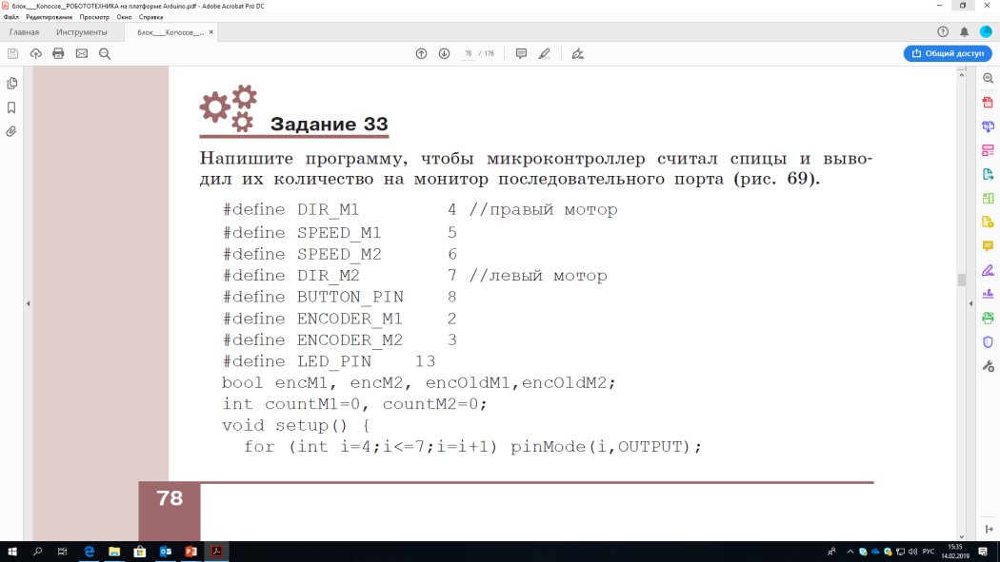 блок___Копосов__РОБОТОТЕХНИКА на платформе Arduino.pdf - Adobe Acrobat Pro DC
Файл Редактирование Просмотр Окно Справка
Главная Инструменты блок___Копосов__... ×
78 / 176
Общий доступ
Задание 33
Напишите программу, чтобы микроконтроллер считал спицы и выво-
дил их количество на монитор последовательного порта (рис. 69).
#define DIR_M1 4 //правый мотор
#define SPEED_M1 5
#define SPEED_M2 6
#define DIR_M2 7 //левый мотор
#define BUTTON_PIN 8
#define ENCODER_M1 2
#define ENCODER_M2 3
#define LED_PIN 13
bool encM1, encM2, encOldM1,encOldM2;
int countM1=0, countM2=0;
void setup() {
for (int i=4;i<=7;i=i+1) pinMode(i,OUTPUT);
78
РУС
15:35
14.02.2019